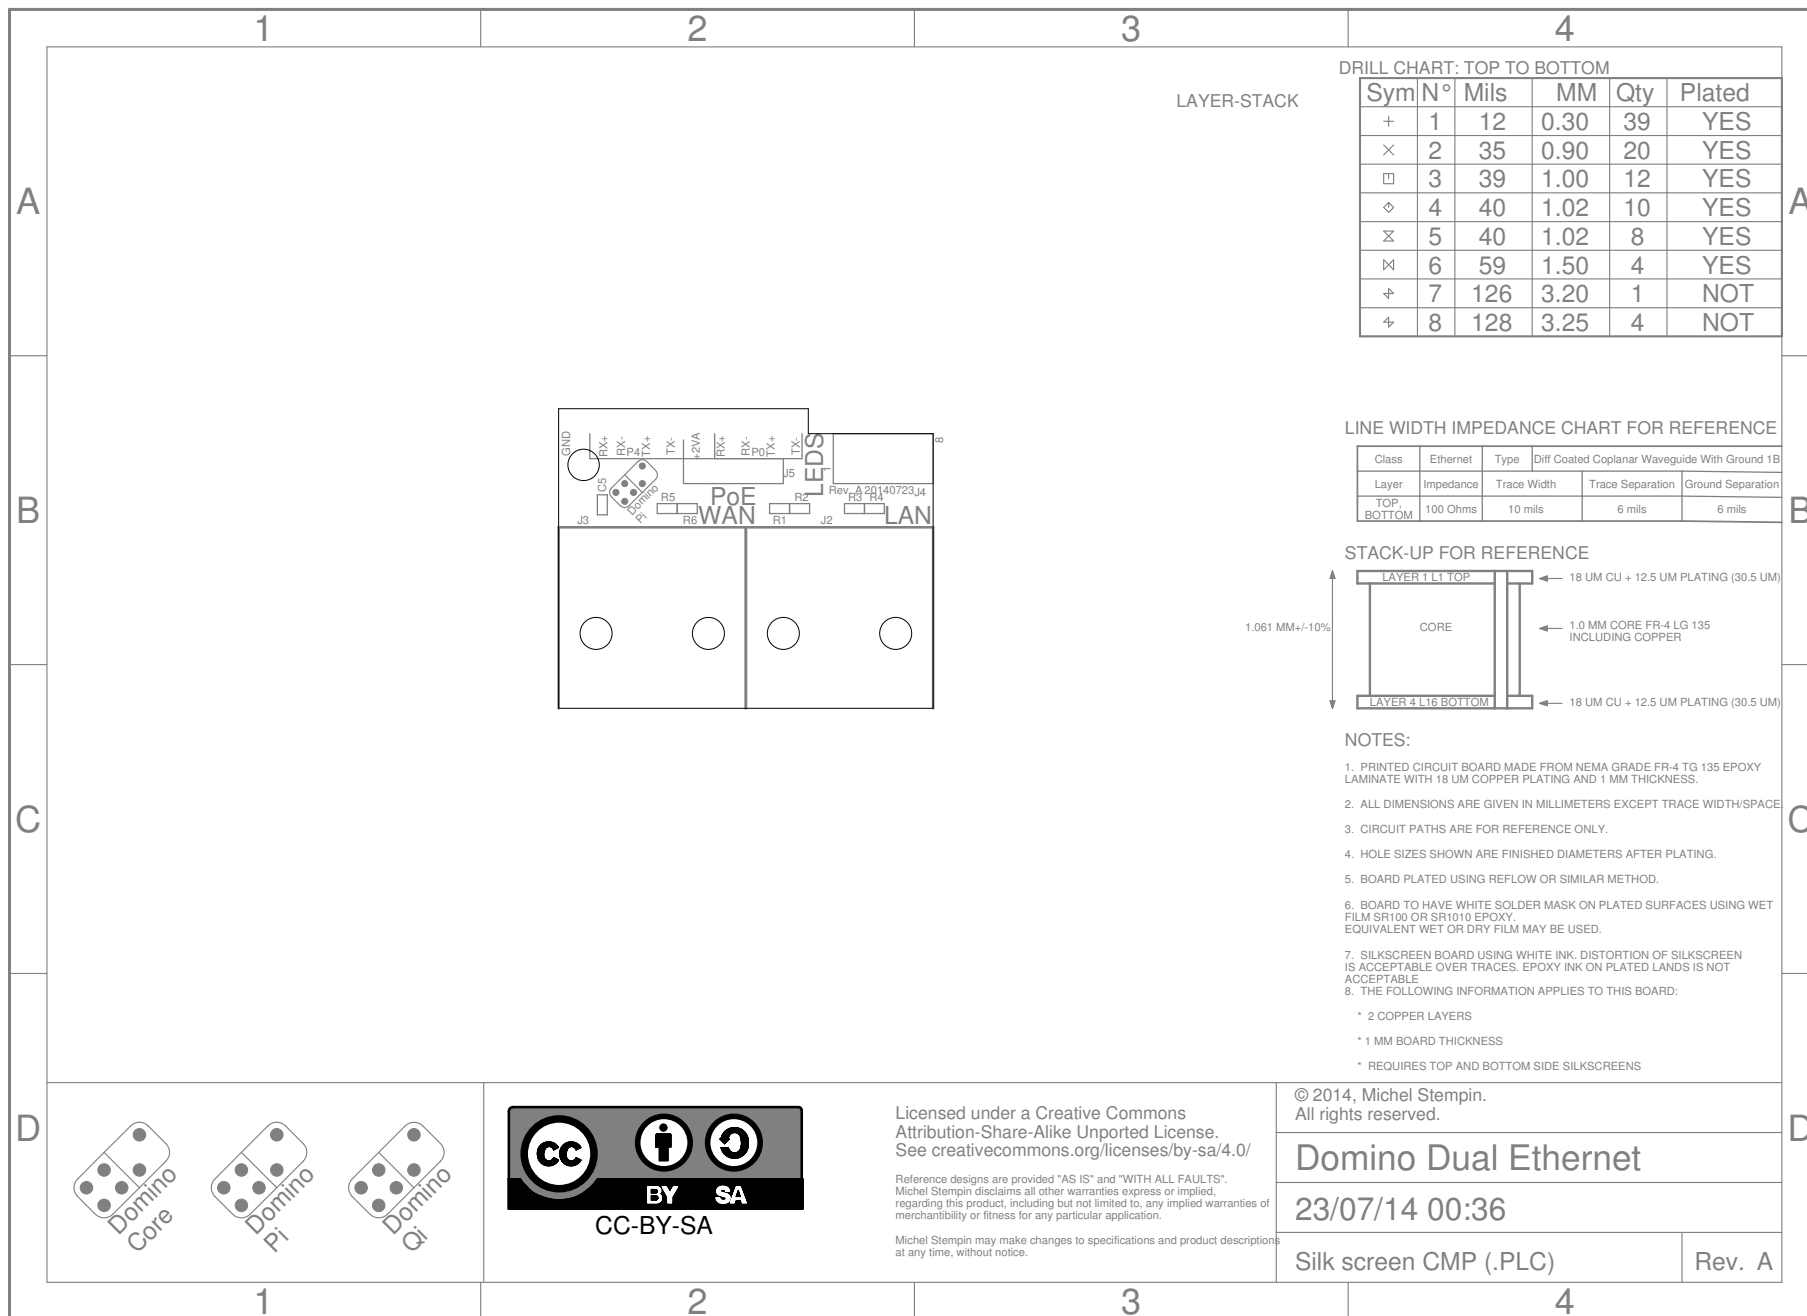 1 2 3 4
A
B
C
D
A
B
C
D
LAYER-STACK
DRILL CHART: TOP TO BOTTOM
Sym N° Mils MM Qty Plated
1 12 0.30 39 YES
2 35 0.90 20 YES
3 39 1.00 12 YES
4 40 1.02 10 YES
5 40 1.02 8 YES
6 59 1.50 4 YES
7 126 3.20 1 NOT
8 128 3.25 4 NOT
GND
RX+
RX-
P4
TX+
TX-
+2VA
RX+
RX-
P0
TX+
TX-
LEDS
1
8
J5
C5
Domino
Pi
R5
PoE
R2
Rev. A 20140723
J4
R3 R4
J3
R6
WAN
R1
J2
LAN
LINE WIDTH IMPEDANCE CHART FOR REFERENCE
Class Ethernet Type Diff Coated Coplanar Waveguide With Ground 1B
Layer Impedance Trace Width Trace Separation Ground Separation
TOP, BOTTOM 100 Ohms 10 mils 6 mils 6 mils
STACK-UP FOR REFERENCE
LAYER 1 L1 TOP
18 UM CU + 12.5 UM PLATING (30.5 UM)
1.061 MM+/-10%
CORE
1.0 MM CORE FR-4 LG 135
INCLUDING COPPER
LAYER 4 L16 BOTTOM
18 UM CU + 12.5 UM PLATING (30.5 UM)
NOTES:
1. PRINTED CIRCUIT BOARD MADE FROM NEMA GRADE FR-4 TG 135 EPOXY
LAMINATE WITH 18 UM COPPER PLATING AND 1 MM THICKNESS.
2. ALL DIMENSIONS ARE GIVEN IN MILLIMETERS EXCEPT TRACE WIDTH/SPACE
3. CIRCUIT PATHS ARE FOR REFERENCE ONLY.
4. HOLE SIZES SHOWN ARE FINISHED DIAMETERS AFTER PLATING.
5. BOARD PLATED USING REFLOW OR SIMILAR METHOD.
6. BOARD TO HAVE WHITE SOLDER MASK ON PLATED SURFACES USING WET
FILM SR100 OR SR1010 EPOXY.
EQUIVALENT WET OR DRY FILM MAY BE USED.
7. SILKSCREEN BOARD USING WHITE INK. DISTORTION OF SILKSCREEN
IS ACCEPTABLE OVER TRACES. EPOXY INK ON PLATED LANDS IS NOT
ACCEPTABLE
8. THE FOLLOWING INFORMATION APPLIES TO THIS BOARD:
* 2 COPPER LAYERS
* 1 MM BOARD THICKNESS
* REQUIRES TOP AND BOTTOM SIDE SILKSCREENS
Domino
Core
Domino
Pi
Domino
Qi
cc
BY SA
CC-BY-SA
Licensed under a Creative Commons
Attribution-Share-Alike Unported License.
See creativecommons.org/licenses/by-sa/4.0/
Reference designs are provided "AS IS" and "WITH ALL FAULTS".
Michel Stempin disclaims all other warranties express or implied,
regarding this product, including but not limited to, any implied warranties of
merchantibility or fitness for any particular application.
Michel Stempin may make changes to specifications and product descriptions
at any time, without notice.
© 2014, Michel Stempin.
All rights reserved.
Domino Dual Ethernet
23/07/14 00:36
Silk screen CMP (.PLC)
Rev. A
1 2 3 4